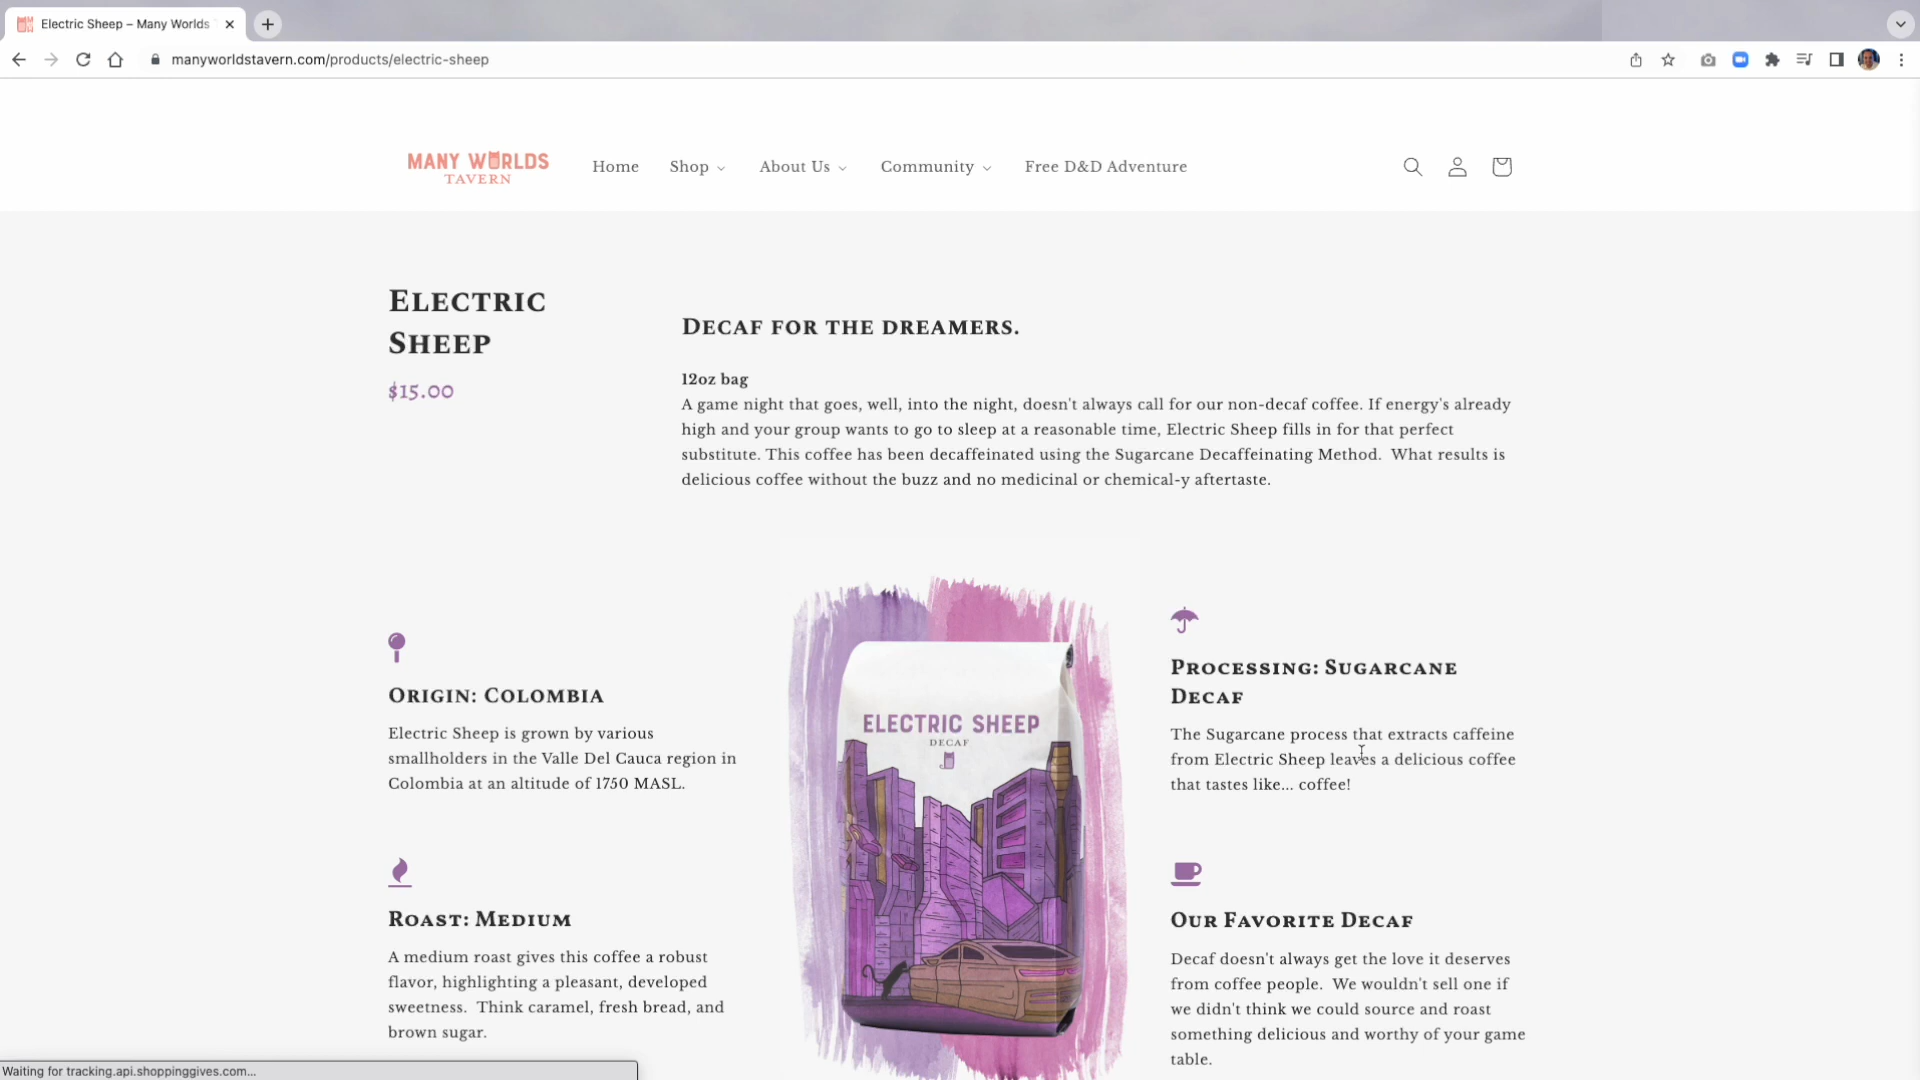 Electric Sheep – Many Worlds
manyworldstavern.com/products/electric-sheep
MANY WORLDS
TAVERN
Home
Shop
About Us
Community
Free D&D Adventure
Electric
Sheep
$15.00
Decaf for the dreamers.
12oz bag
A game night that goes, well, into the night, doesn't always call for our non-decaf coffee. If energy's already
high and your group wants to go to sleep at a reasonable time, Electric Sheep fills in for that perfect
substitute. This coffee has been decaffeinated using the Sugarcane Decaffeinating Method.  What results is
delicious coffee without the buzz and no medicinal or chemical-y aftertaste.
Origin: Colombia
Electric Sheep is grown by various
smallholders in the Valle Del Cauca region in
Colombia at an altitude of 1750 MASL.
Roast: Medium
A medium roast gives this coffee a robust
flavor, highlighting a pleasant, developed
sweetness.  Think caramel, fresh bread, and
brown sugar.
ELECTRIC SHEEP
DECAF
Processing: Sugarcane
Decaf
The Sugarcane process that extracts caffeine
from Electric Sheep leaves a delicious coffee
that tastes like... coffee!
Our Favorite Decaf
Decaf doesn't always get the love it deserves
from coffee people.  We wouldn't sell one if
we didn't think we could source and roast
something delicious and worthy of your game
table.
Waiting for tracking.api.shoppinggives.com...